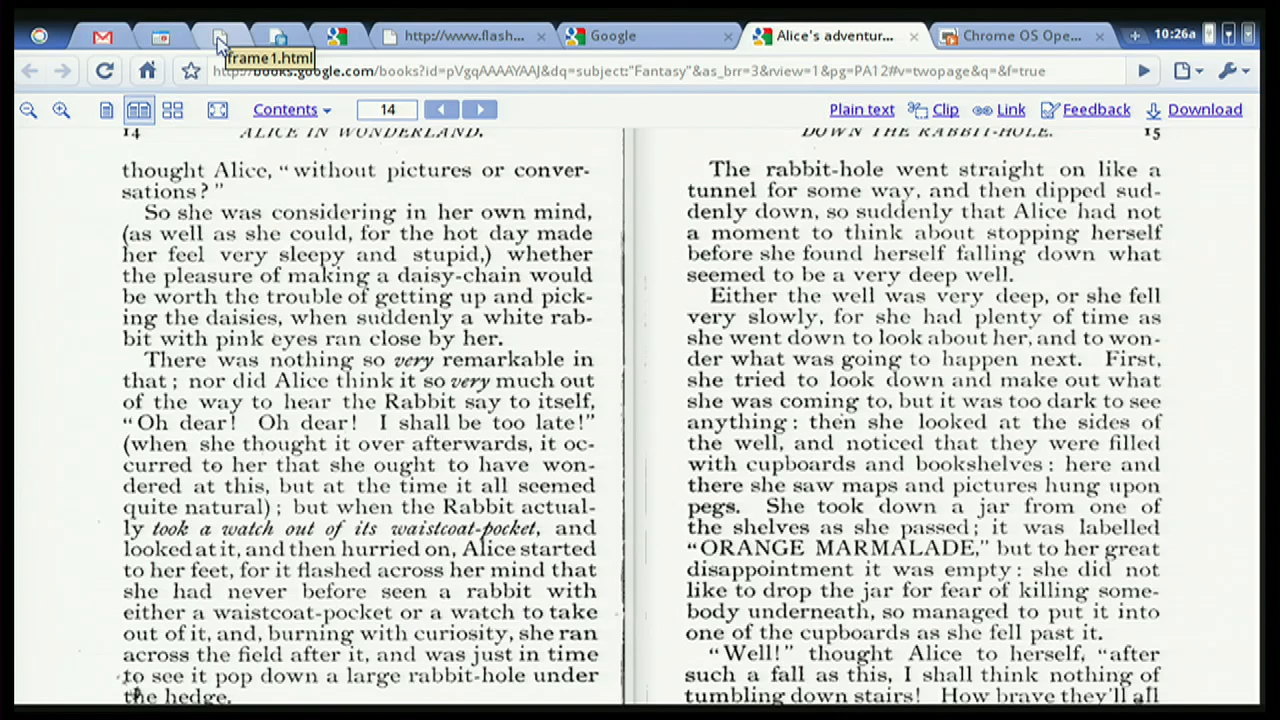 http://www.flash...
Google
Alice's adventur...
Chrome OS Ope...
10:26a
frame1.html
http://books.google.com/books?id=pVgqAAAAYAAJ&dq=subject:"Fantasy"&as_brr=3&rview=1&pg=PA12#v=twopage&q=&f=true
Contents
14
Plain text
Clip
Link
Feedback
Download
14 ALICE IN WONDERLAND.
thought Alice, "without pictures or conver-
sations?"
So she was considering in her own mind,
(as well as she could, for the hot day made
her feel very sleepy and stupid,) whether
the pleasure of making a daisy-chain would
be worth the trouble of getting up and pick-
ing the daisies, when suddenly a white rab-
bit with pink eyes ran close by her.
There was nothing so very remarkable in
that; nor did Alice think it so very much out
of the way to hear the Rabbit say to itself,
"Oh dear! Oh dear! I shall be too late!"
(when she thought it over afterwards, it oc-
curred to her that she ought to have won-
dered at this, but at the time it all seemed
quite natural); but when the Rabbit actual-
ly took a watch out of its waistcoat-pocket, and
looked at it, and then hurried on, Alice started
to her feet, for it flashed across her mind that
she had never before seen a rabbit with
either a waistcoat-pocket or a watch to take
out of it, and, burning with curiosity, she ran
across the field after it, and was just in time
to see it pop down a large rabbit-hole under
the hedge.
DOWN THE RABBIT-HOLE. 15
The rabbit-hole went straight on like a
tunnel for some way, and then dipped sud-
denly down, so suddenly that Alice had not
a moment to think about stopping herself
before she found herself falling down what
seemed to be a very deep well.
Either the well was very deep, or she fell
very slowly, for she had plenty of time as
she went down to look about her, and to won-
der what was going to happen next. First,
she tried to look down and make out what
she was coming to, but it was too dark to see
anything: then she looked at the sides of
the well, and noticed that they were filled
with cupboards and bookshelves: here and
there she saw maps and pictures hung upon
pegs. She took down a jar from one of
the shelves as she passed; it was labelled
"ORANGE MARMALADE," but to her great
disappointment it was empty: she did not
like to drop the jar for fear of killing some-
body underneath, so managed to put it into
one of the cupboards as she fell past it.
"Well!" thought Alice to herself, "after
such a fall as this, I shall think nothing of
tumbling down stairs! How brave they'll all